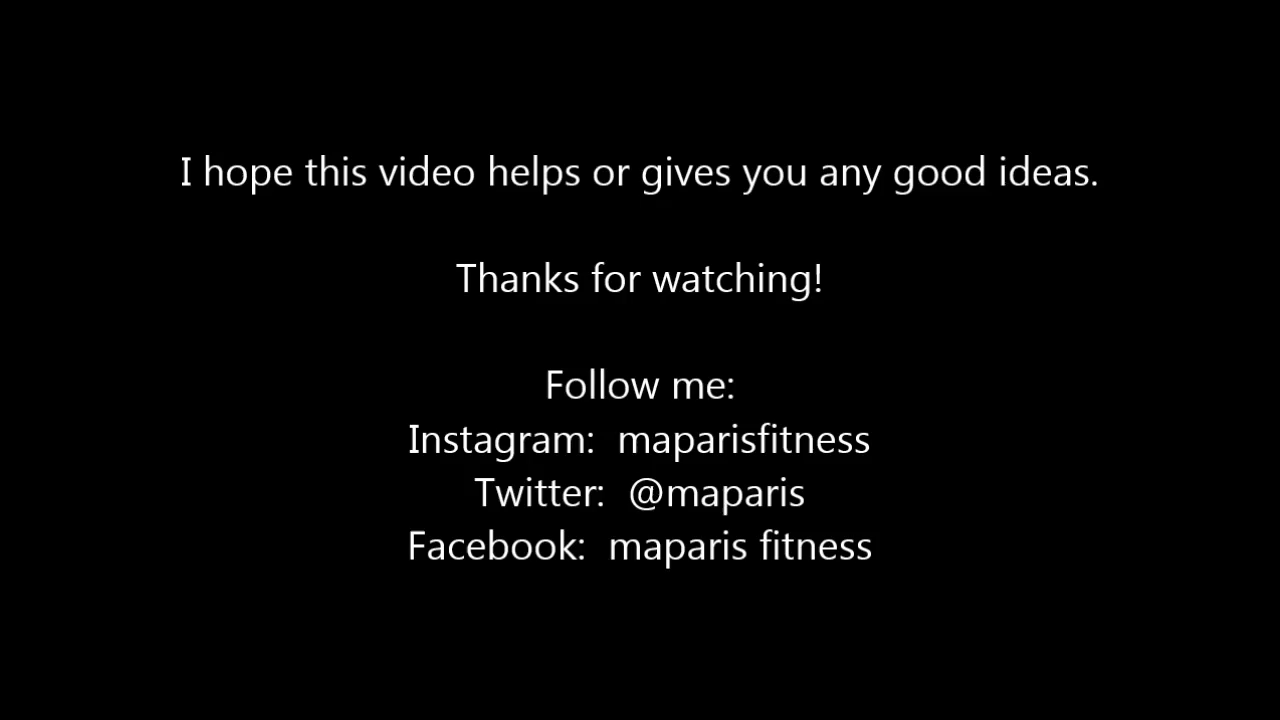 I hope this video helps or gives you any good ideas.
Thanks for watching!
Follow me:
Instagram:  maparisfitness
Twitter:  @maparis
Facebook:  maparis fitness